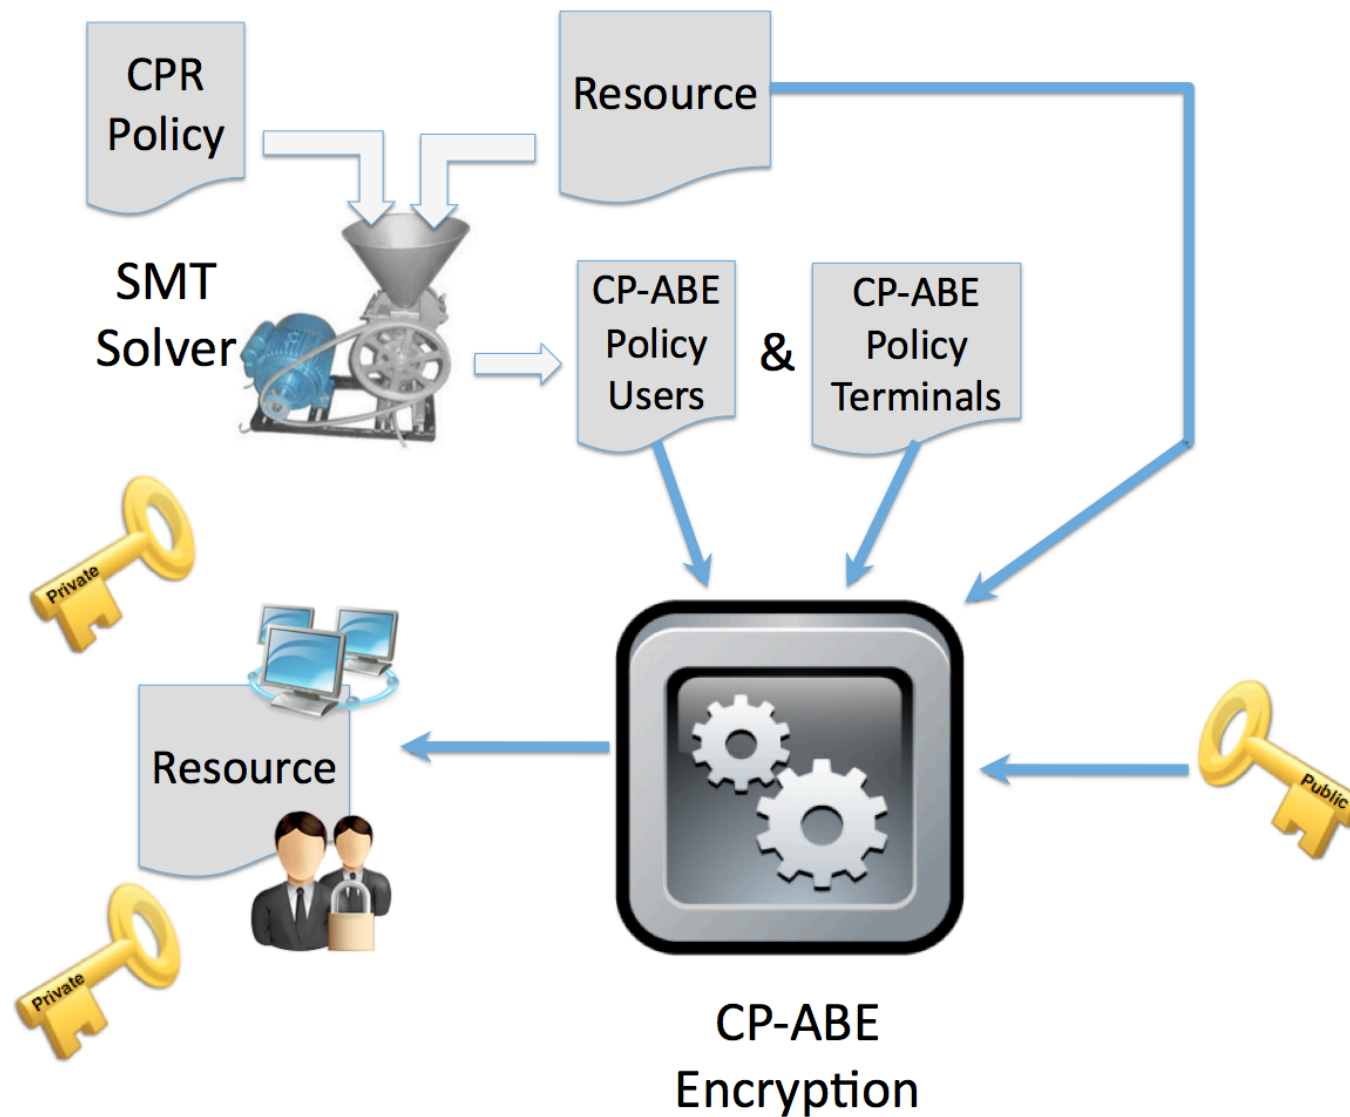 CPR
Policy
Resource
SMT
Solver
CP-ABE
Policy
Users
&
CP-ABE
Policy
Terminals
Private
Resource
Public
Private
CP-ABE
Encryption